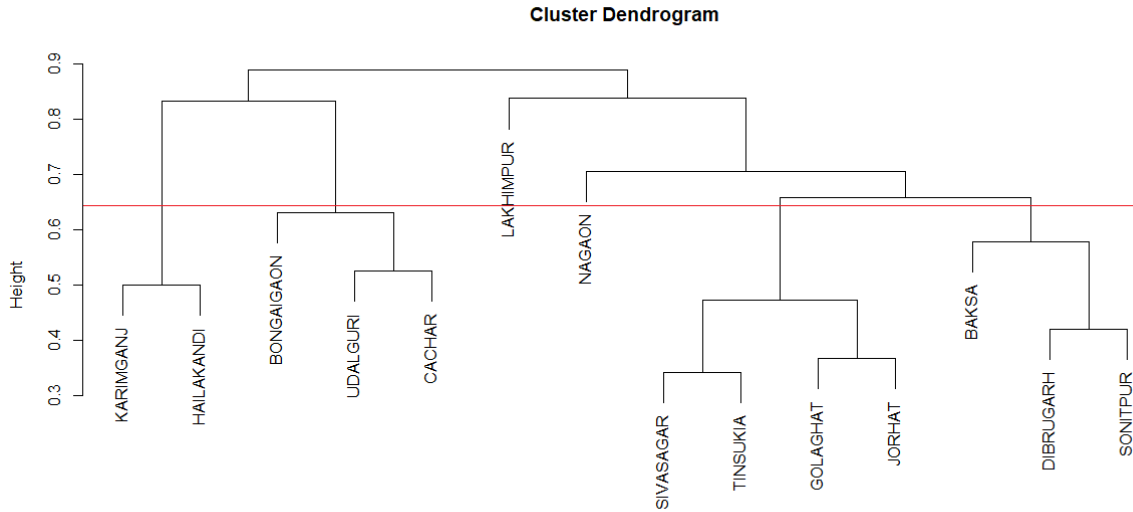 Cluster Dendrogram
Height
0.9
0.8
0.7
0.6
0.5
0.4
0.3
KARIMGANJ
HAILAKANDI
BONGAIGAON
UDALGURI
CACHAR
LAKHIMPUR
NAGAON
SIVASAGAR
TINSUKIA
GOLAGHAT
JORHAT
BAKSA
DIBRUGARH
SONITPUR